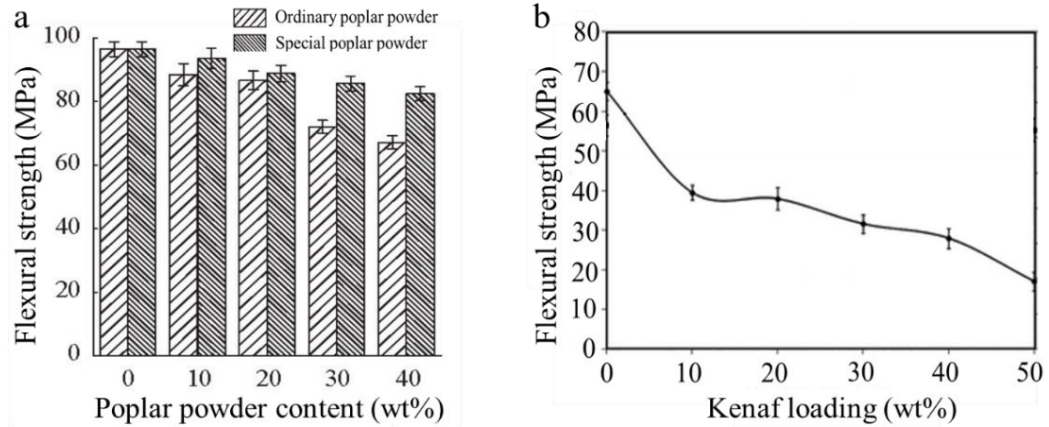 a
Ordinary poplar powder
Special poplar powder
Flexural strength (MPa)
100
80
60
40
20
0
0 10 20 30 40
Poplar powder content (wt%)
b
Flexural strength (MPa)
80
70
60
50
40
30
20
10
0
0 10 20 30 40 50
Kenaf loading (wt%)